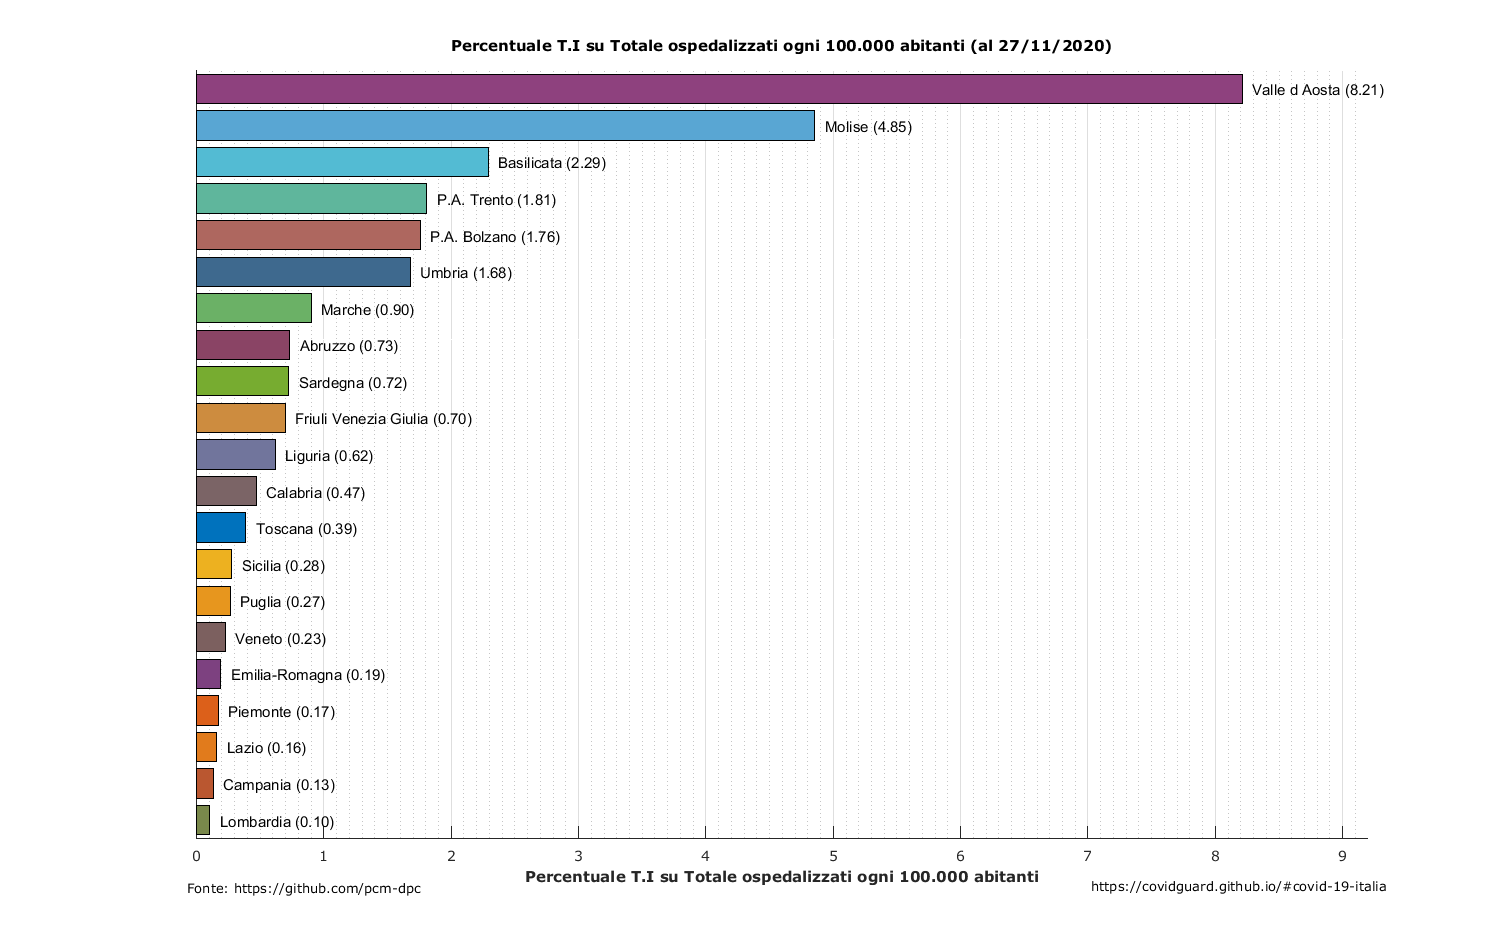 Percentuale T.I su Totale ospedalizzati ogni 100.000 abitanti (al 27/11/2020)
Valle d Aosta (8.21)
Molise (4.85)
Basilicata (2.29)
P.A. Trento (1.81)
P.A. Bolzano (1.76)
Umbria (1.68)
Marche (0.90)
Abruzzo (0.73)
Sardegna (0.72)
Friuli Venezia Giulia (0.70)
Liguria (0.62)
Calabria (0.47)
Toscana (0.39)
Sicilia (0.28)
Puglia (0.27)
Veneto (0.23)
Emilia-Romagna (0.19)
Piemonte (0.17)
Lazio (0.16)
Campania (0.13)
Lombardia (0.10)
0 1 2 3 4 5 6 7 8 9
Percentuale T.I su Totale ospedalizzati ogni 100.000 abitanti
Fonte: https://github.com/pcm-dpc
https://covidguard.github.io/#covid-19-italia